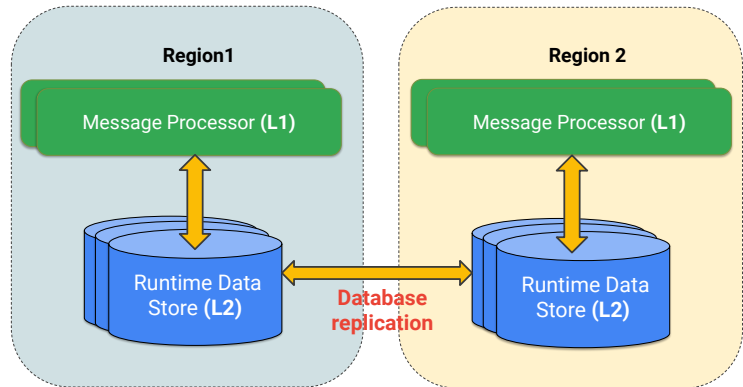 Region1
Message Processor (L1)
Runtime Data
Store (L2)
Database
replication
Region 2
Message Processor (L1)
Runtime Data
Store (L2)